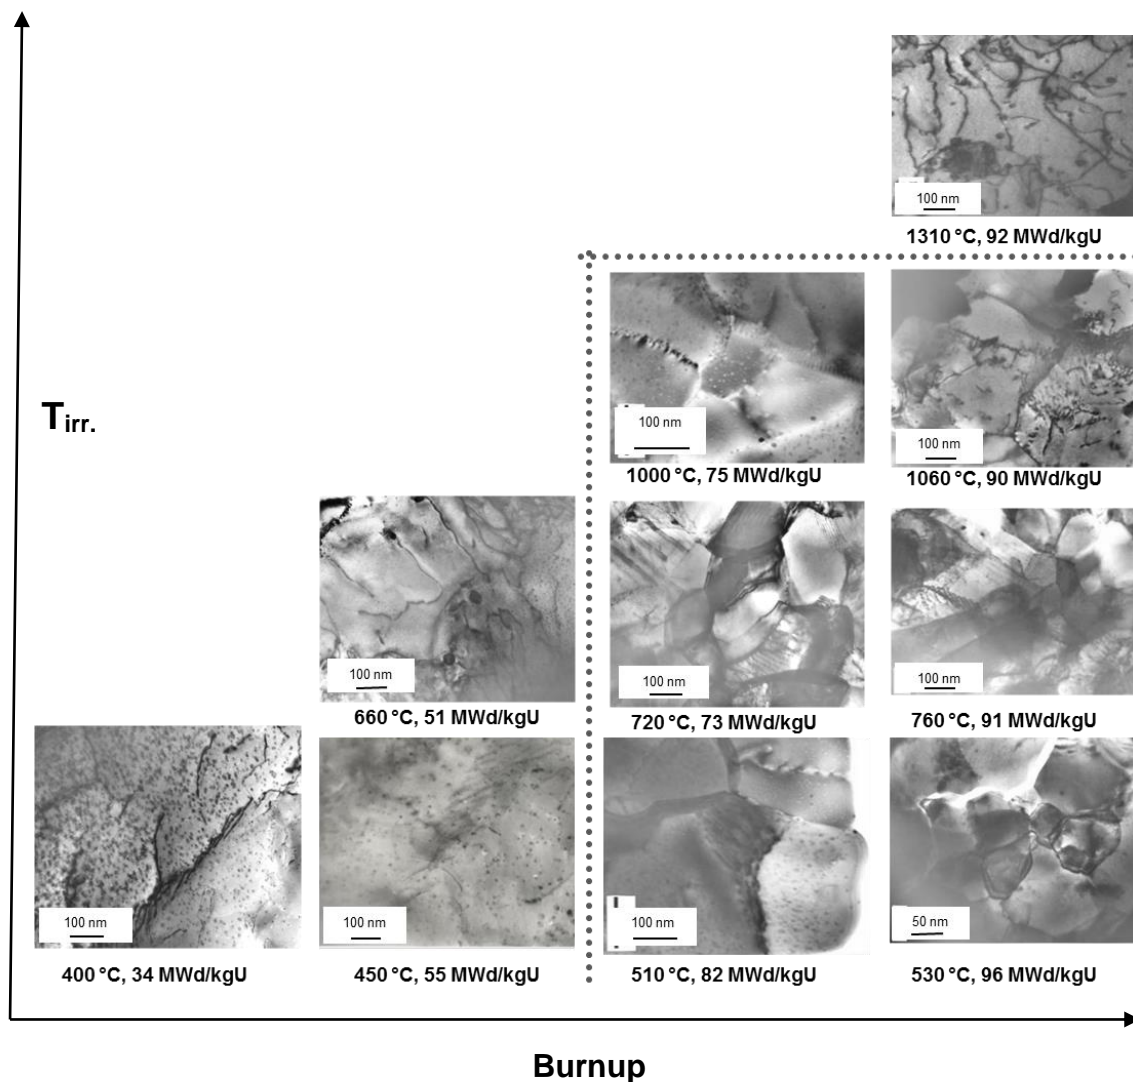 100 nm
1310 °C, 92 MWd/kgU
Tirr.
100 nm
1000 °C, 75 MWd/kgU
100 nm
1060 °C, 90 MWd/kgU
100 nm
660 °C, 51 MWd/kgU
100 nm
720 °C, 73 MWd/kgU
100 nm
760 °C, 91 MWd/kgU
100 nm
400 °C, 34 MWd/kgU
100 nm
450 °C, 55 MWd/kgU
100 nm
510 °C, 82 MWd/kgU
50 nm
530 °C, 96 MWd/kgU
Burnup